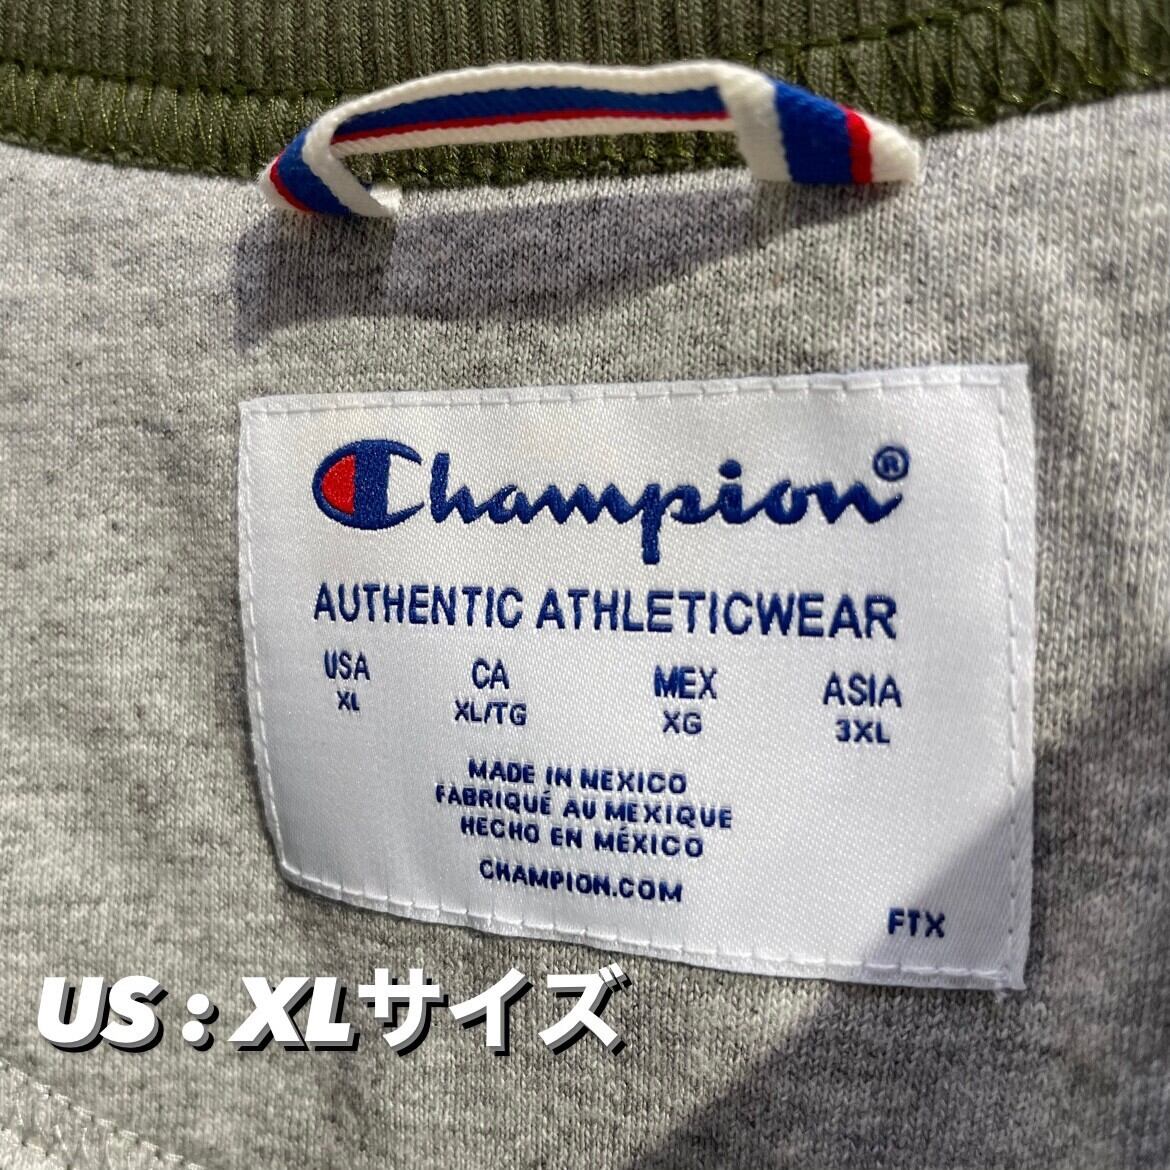 Champion®
AUTHENTIC ATHLETICWEAR
USA CA MEX ASIA
XL XL/TG XG 3XL
MADE IN MEXICO
FABRIQUÉ AU MEXIQUE
HECHO EN MÉXICO
CHAMPION.COM
FTX
US : XLサイズ